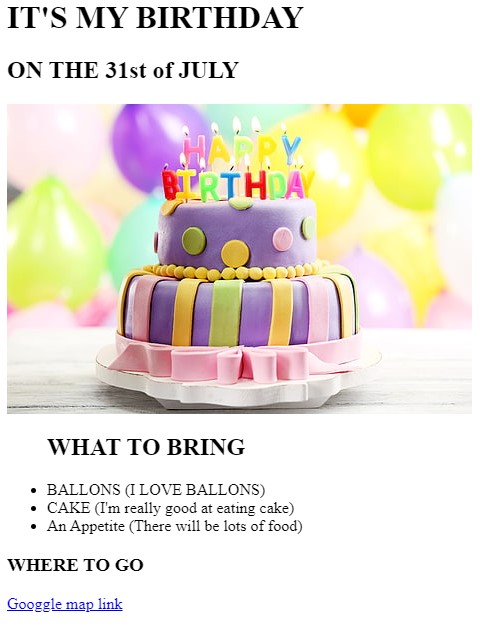 IT'S MY BIRTHDAY
ON THE 31st of JULY
HAPPY
BIRTHDAY
WHAT TO BRING
BALLONS (I LOVE BALLONS)
CAKE (I'm really good at eating cake)
An Appetite (There will be lots of food)
WHERE TO GO
Googgle map link